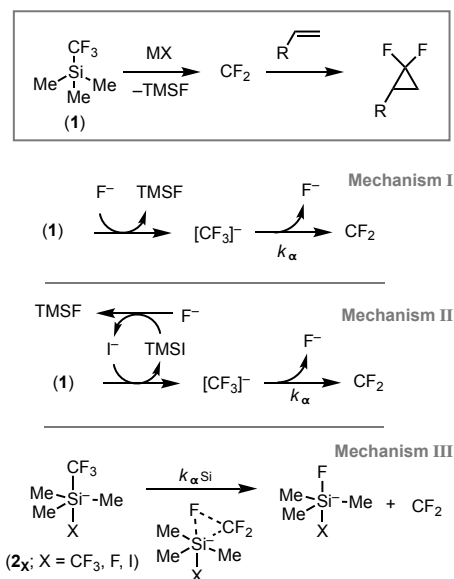 CF₃
Si
Me
Me
Me
(1)
MX
–TMSF
CF₂
R
F F
R
Mechanism I
F⁻ TMSF F⁻
(1) [CF₃]⁻ CF₂
kα
Mechanism II
TMSF F⁻
I⁻ TMSI F⁻
(1) [CF₃]⁻ CF₂
kα
Mechanism III
CF₃ kαSi F
Me Si⁻ Me Me Si⁻ Me + CF₂
Me Me
X X
F CF₂
Me Si⁻ Me
Me
X
(2X; X = CF₃, F, I)